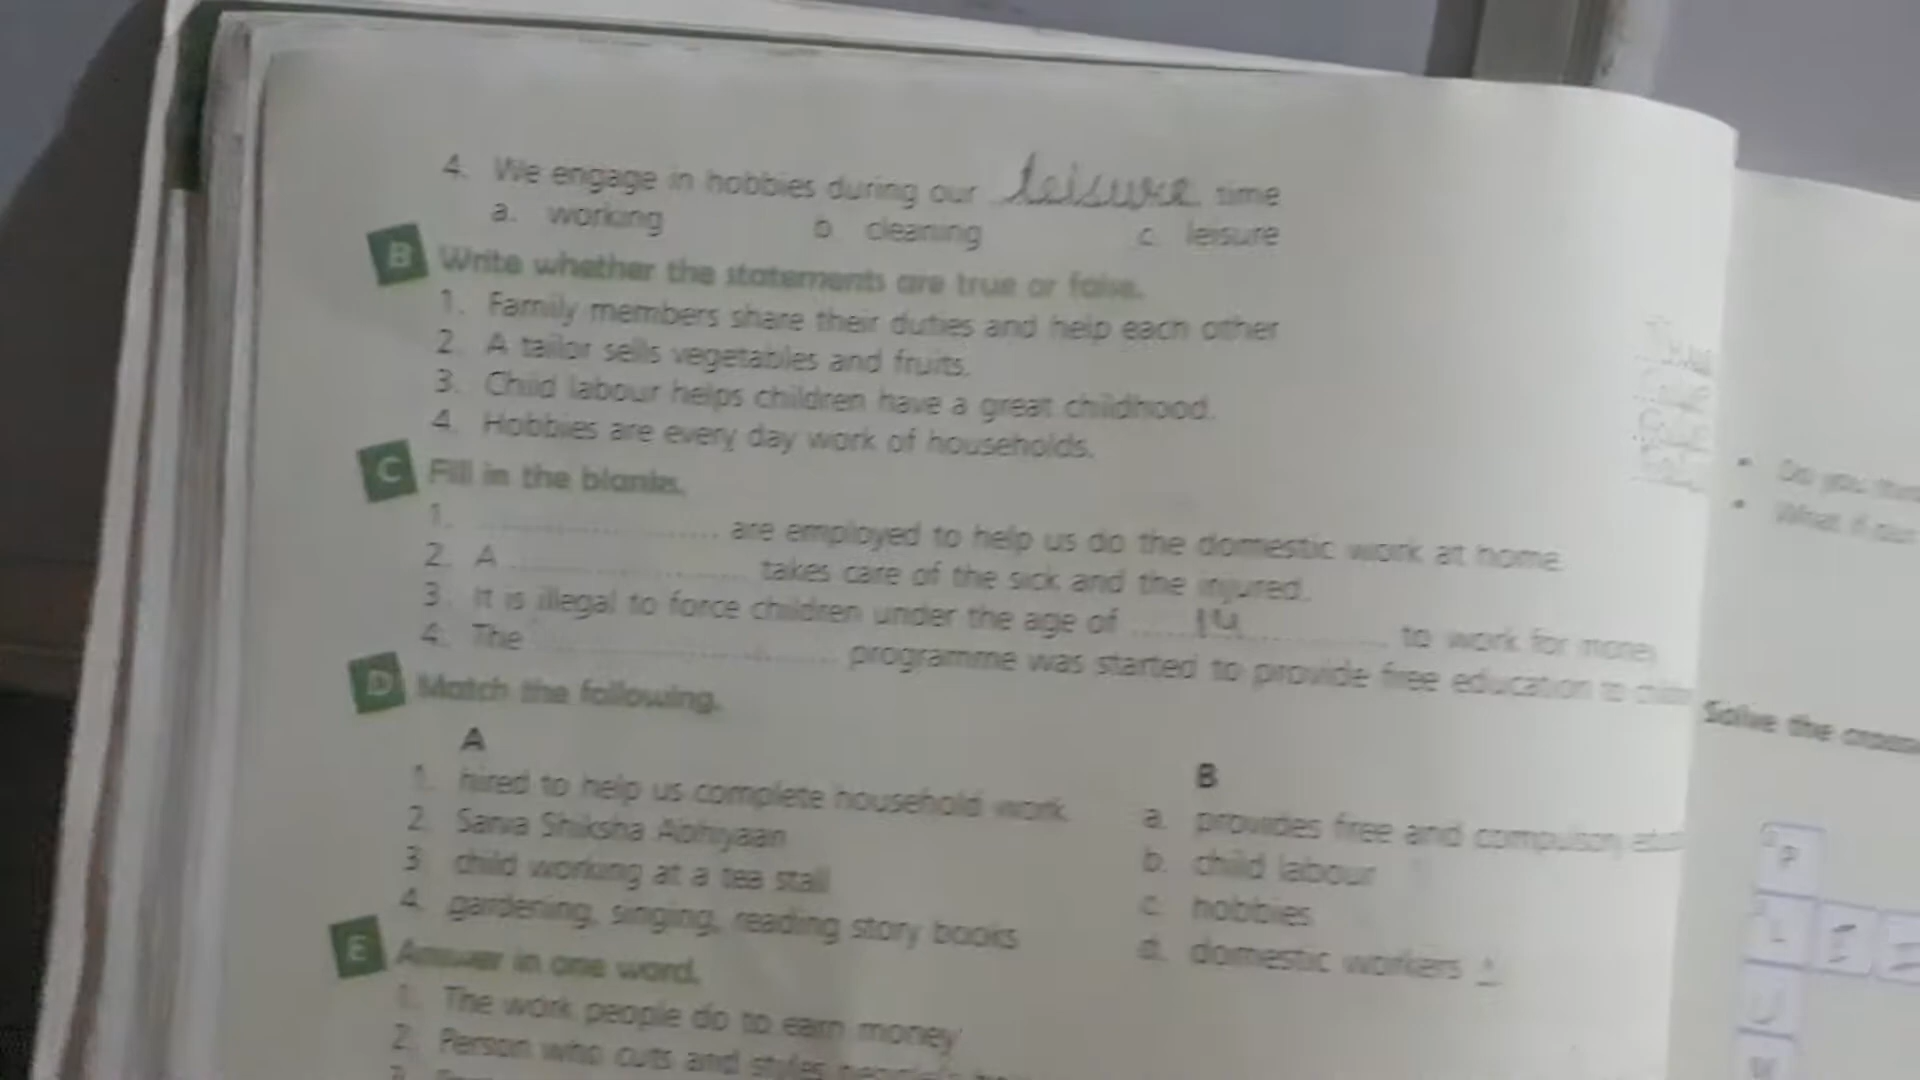 4. We engage in hobbies during our leisure time
a. working b. cleaning c. leisure
B Write whether the statements are true or false.
1. Family members share their duties and help each other
2. A tailor sells vegetables and fruits.
3. Child labour helps children have a great childhood.
4. Hobbies are every day work of households.
C Fill in the blanks.
1. .................... are employed to help us do the domestic work at home
2. A .................... takes care of the sick and the injured.
3. It is illegal to force children under the age of 14 to work for money
4. The .................... programme was started to provide free education to
D Match the following.
A B
1. hired to help us complete household work a. provides free and compulsory
2. Sarva Shiksha Abhiyaan b. child labour
3 child working at a tea stall c. hobbies
4. gardening, singing, reading story books d. domestic workers 1
E Answer in one word.
1. The work people do to earn money
2. Person who cuts and styles
True
• Do you
• What if
Solve the
P
L E
U